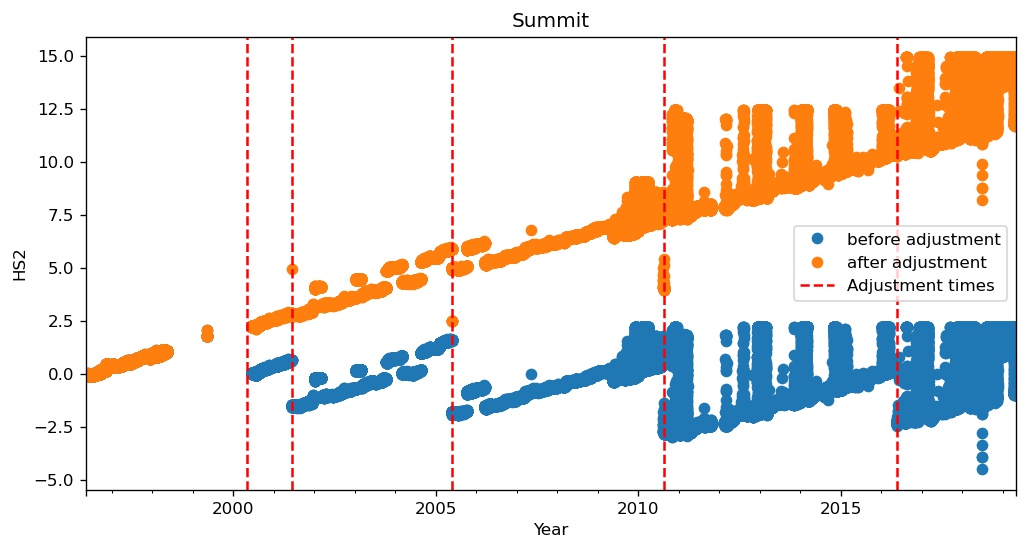 Summit
15.0
12.5
10.0
7.5
5.0
2.5
0.0
−2.5
−5.0
HS2
before adjustment
after adjustment
Adjustment times
2000
2005
2010
2015
Year